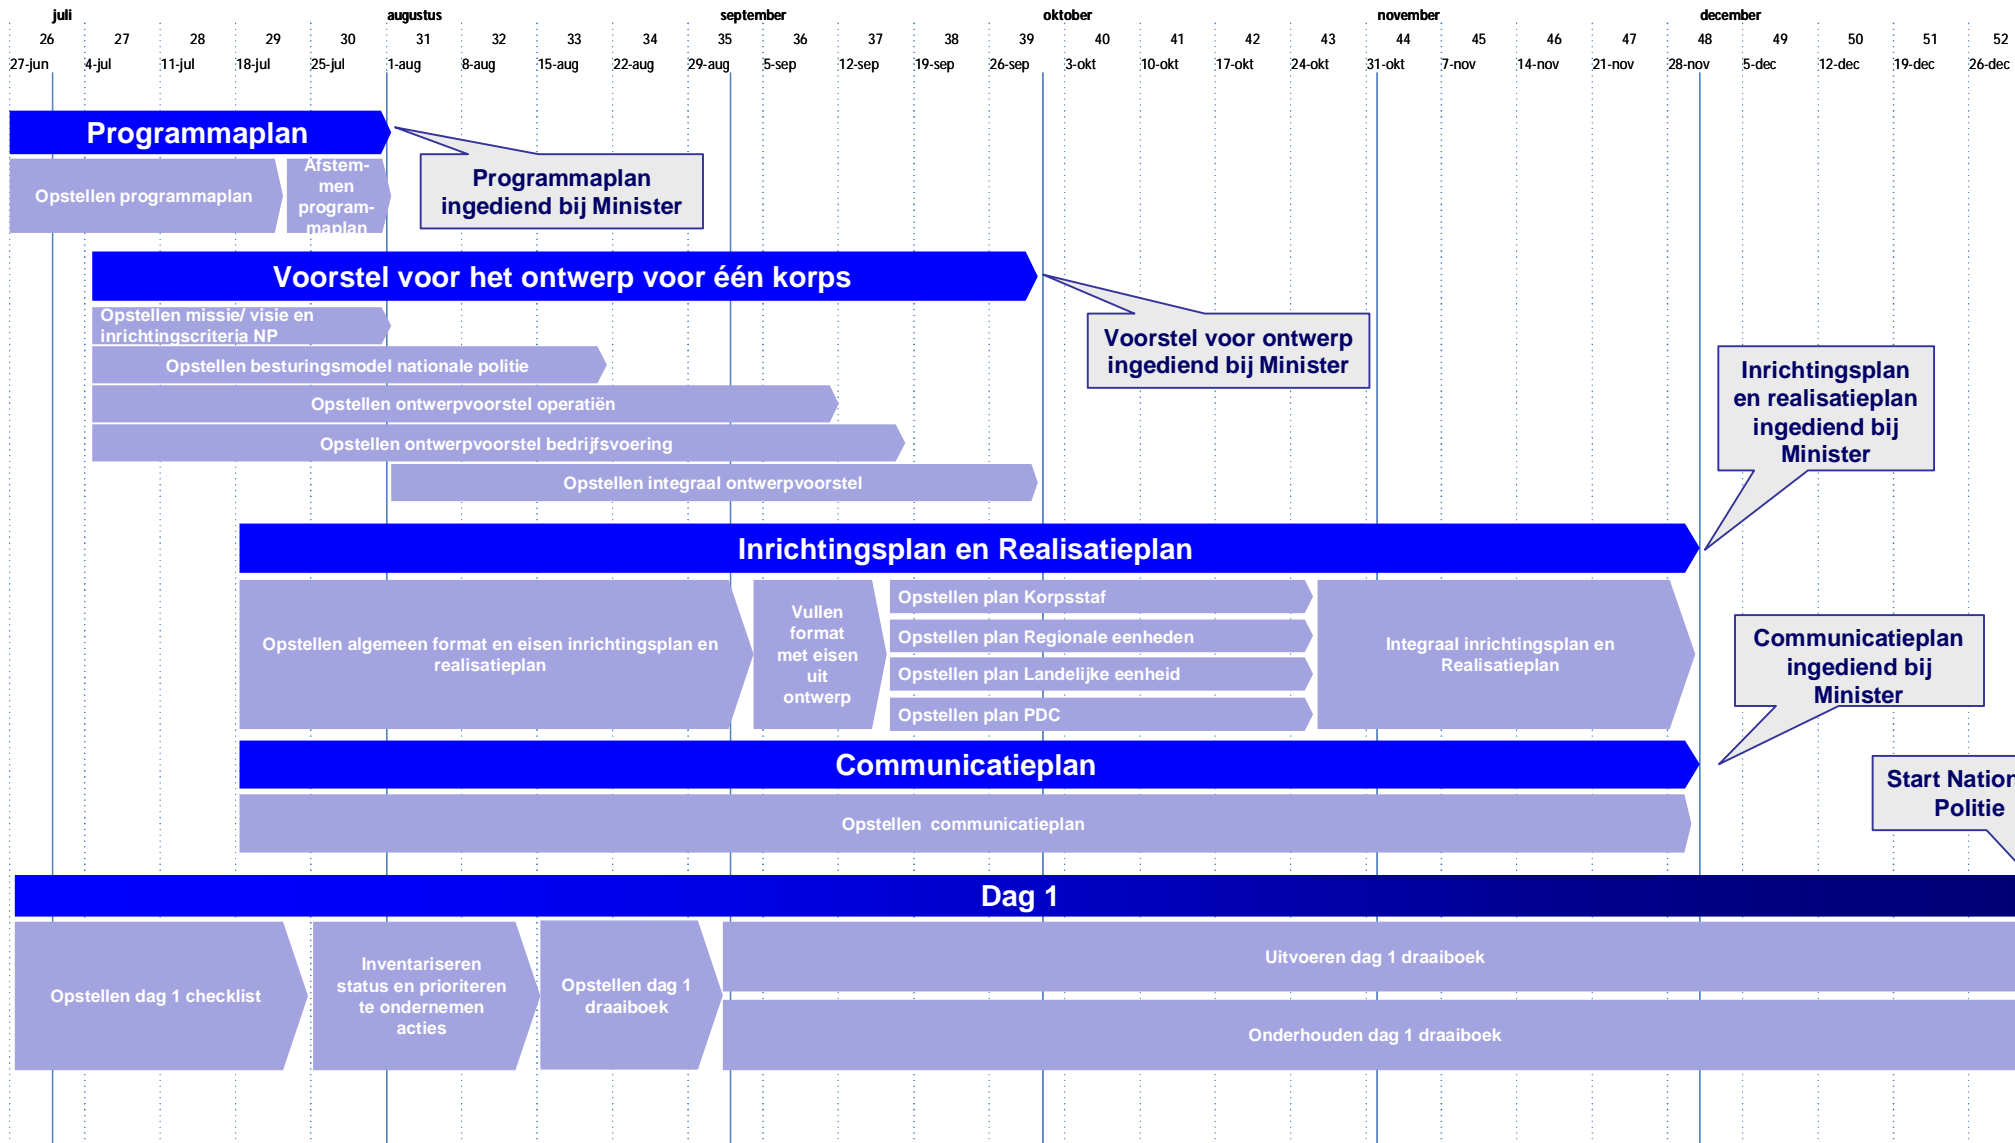 juli augustus september oktober november december
26 27 28 29 30 31 32 33 34 35 36 37 38 39 40 41 42 43 44 45 46 47 48 49 50 51 52
27-jun 4-jul 11-jul 18-jul 25-jul 1-aug 8-aug 15-aug 22-aug 29-aug 5-sep 12-sep 19-sep 26-sep 3-okt 10-okt 17-okt 24-okt 31-okt 7-nov 14-nov 21-nov 28-nov 5-dec 12-dec 19-dec 26-dec
Programmaplan
Opstellen programmaplan
Afstem-
men
program-
maplan
Programmaplan
ingediend bij Minister
Voorstel voor het ontwerp voor één korps
Opstellen missie/ visie en
inrichtingscriteria NP
Opstellen besturingsmodel nationale politie
Opstellen ontwerpvoorstel operatiën
Opstellen ontwerpvoorstel bedrijfsvoering
Opstellen integraal ontwerpvoorstel
Voorstel voor ontwerp
ingediend bij Minister
Inrichtingsplan
en realisatieplan
ingediend bij
Minister
Inrichtingsplan en Realisatieplan
Opstellen algemeen format en eisen inrichtingsplan en
realisatieplan
Vullen
format
met eisen
uit
ontwerp
Opstellen plan Korpsstaf
Opstellen plan Regionale eenheden
Opstellen plan Landelijke eenheid
Opstellen plan PDC
Integraal inrichtingsplan en
Realisatieplan
Communicatieplan
ingediend bij
Minister
Communicatieplan
Opstellen communicatieplan
Start Nation
Politie
Dag 1
Opstellen dag 1 checklist
Inventariseren
status en prioriteren
te ondernemen
acties
Opstellen dag 1
draaiboek
Uitvoeren dag 1 draaiboek
Onderhouden dag 1 draaiboek